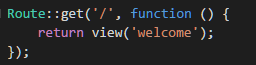 Route::get('/', function () {
    return view('welcome');
});